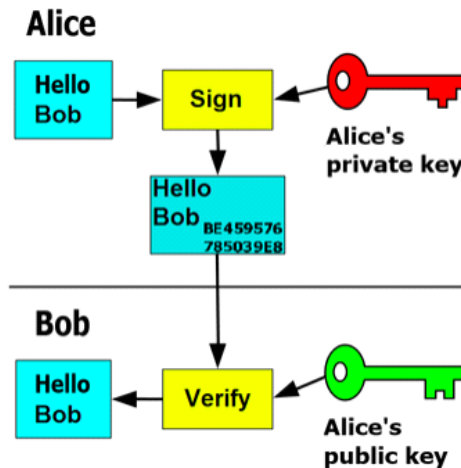 Alice
Hello
Bob
Sign
Alice's
private key
Hello
Bob
BE459576
785039E8
Bob
Hello
Bob
Verify
Alice's
public key